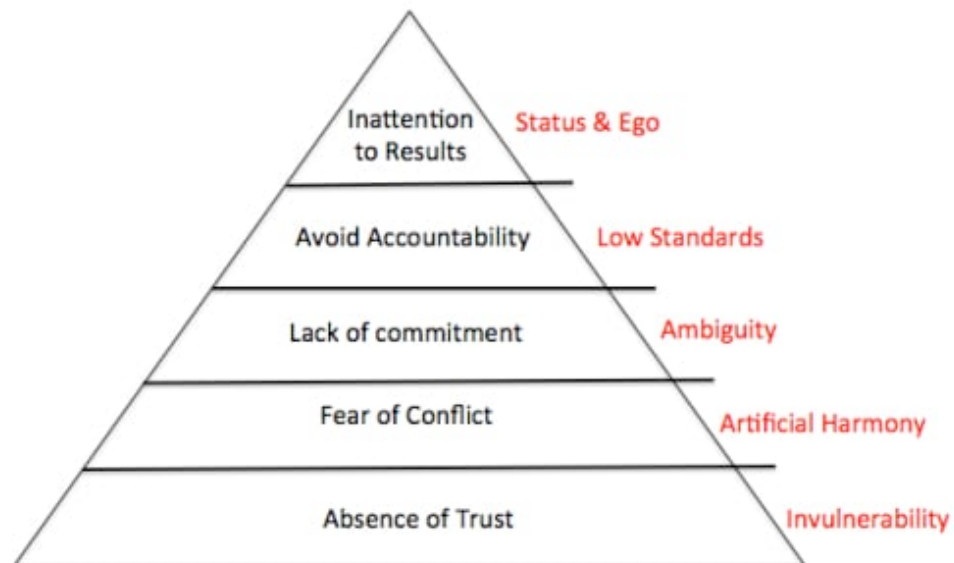 Inattention
to Results
Status & Ego
Avoid Accountability
Low Standards
Lack of commitment
Ambiguity
Fear of Conflict
Artificial Harmony
Absence of Trust
Invulnerability